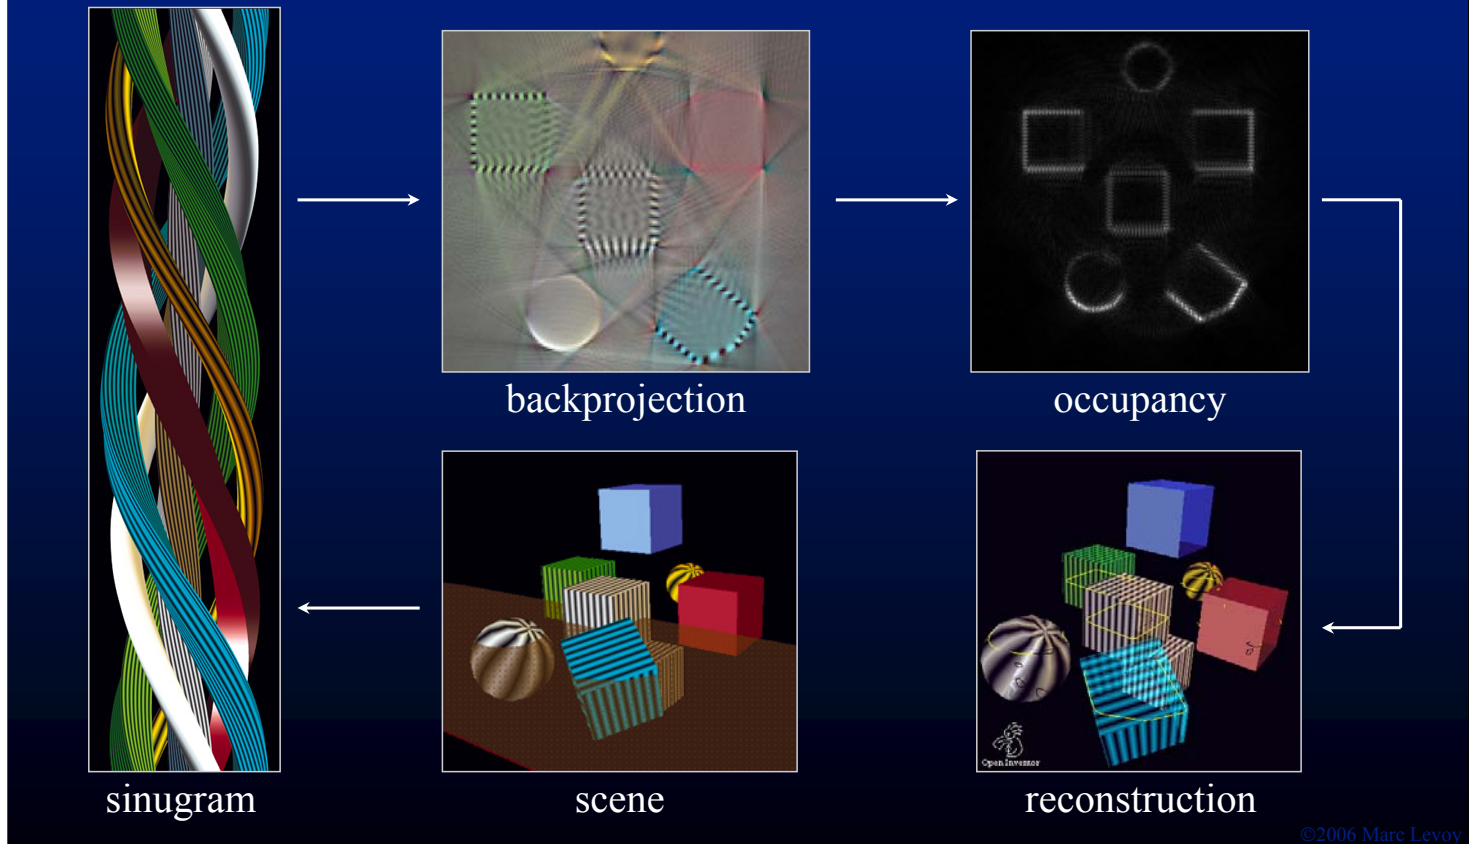 backprojection
occupancy
Open Inventor
sinugram
scene
reconstruction
©2006 Marc Levoy